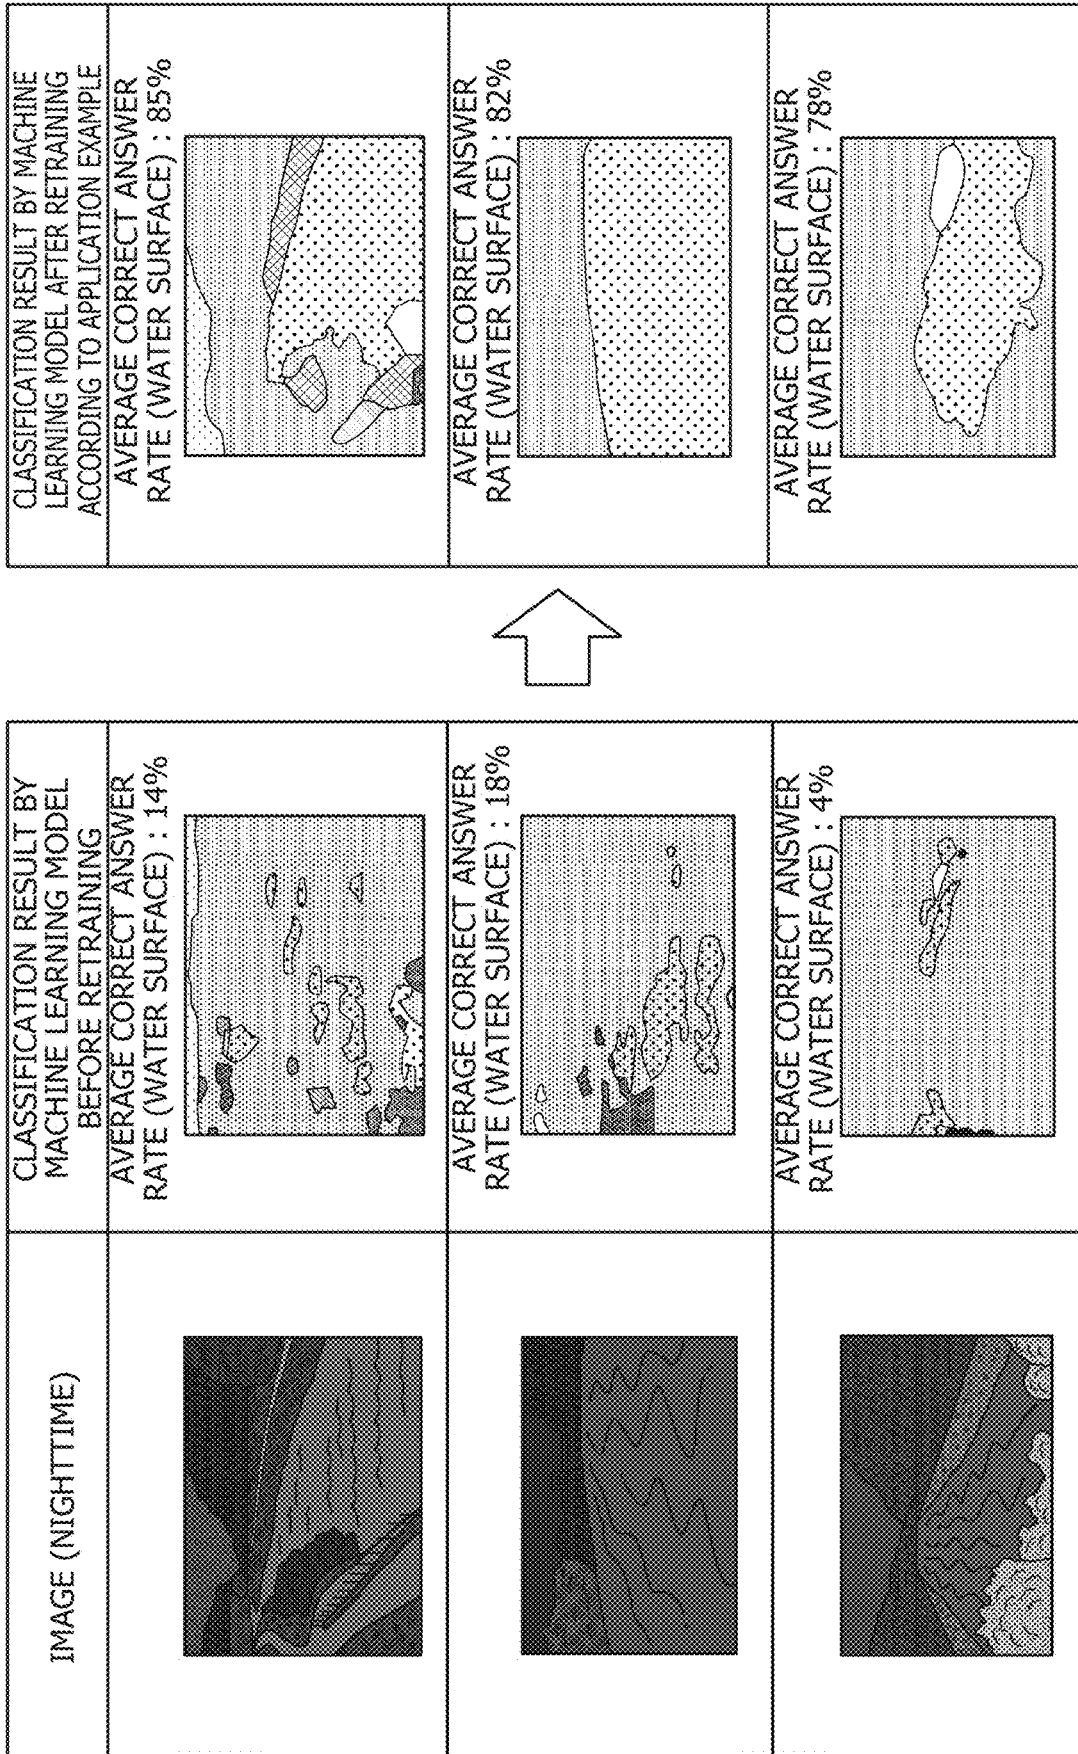 IMAGE (NIGHTTIME)
CLASSIFICATION RESULT BY
MACHINE LEARNING MODEL
BEFORE RETRAINING
CLASSIFICATION RESULT BY MACHINE
LEARNING MODEL AFTER RETRAINING
ACCORDING TO APPLICATION EXAMPLE
AVERAGE CORRECT ANSWER
RATE (WATER SURFACE) : 14%
AVERAGE CORRECT ANSWER
RATE (WATER SURFACE) : 85%
AVERAGE CORRECT ANSWER
RATE (WATER SURFACE) : 18%
AVERAGE CORRECT ANSWER
RATE (WATER SURFACE) : 82%
AVERAGE CORRECT ANSWER
RATE (WATER SURFACE) : 4%
AVERAGE CORRECT ANSWER
RATE (WATER SURFACE) : 78%